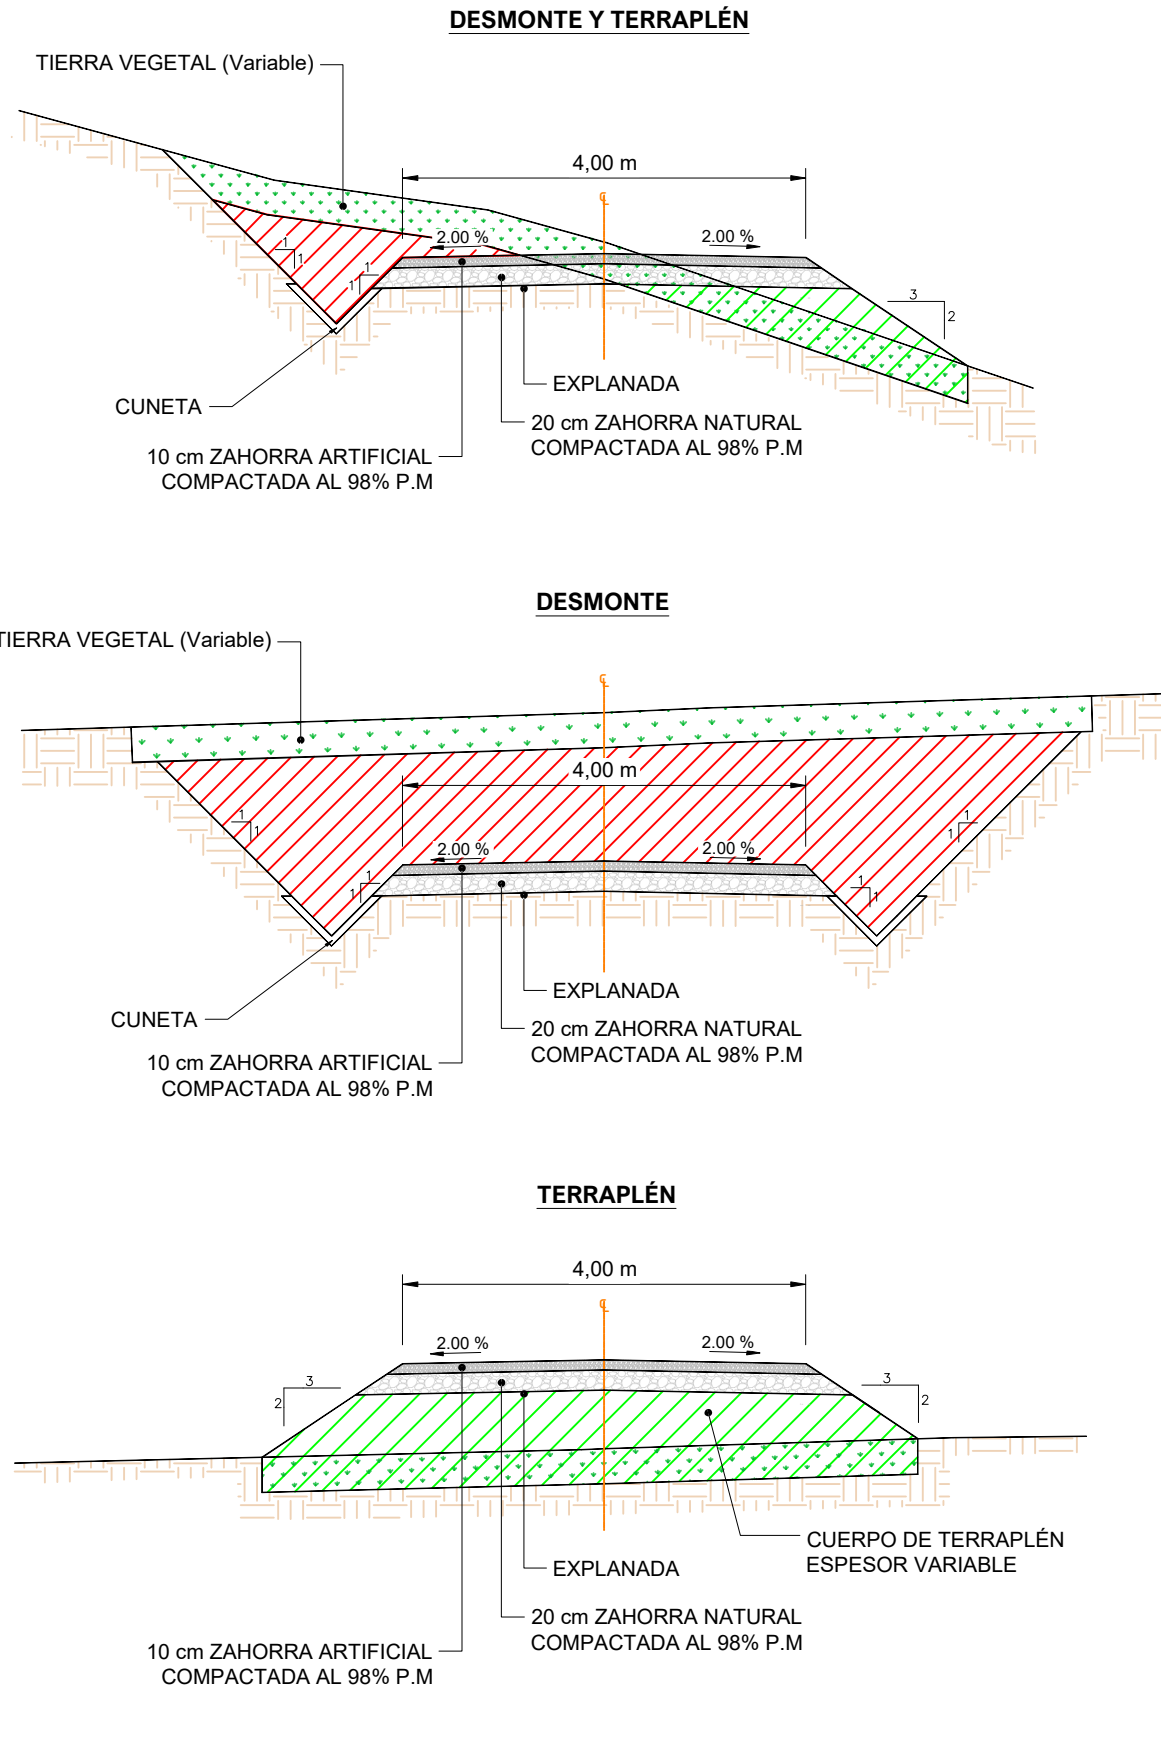 DESMONTE Y TERRAPLÉN
TIERRA VEGETAL (Variable)
4,00 m
℄
2.00 %
2.00 %
1
1
1
1
3
2
EXPLANADA
CUNETA
20 cm ZAHORRA NATURAL
COMPACTADA AL 98% P.M
10 cm ZAHORRA ARTIFICIAL
COMPACTADA AL 98% P.M
DESMONTE
TIERRA VEGETAL (Variable)
℄
4,00 m
1
1
1
1
2.00 %
2.00 %
1
1
1
1
EXPLANADA
CUNETA
20 cm ZAHORRA NATURAL
COMPACTADA AL 98% P.M
10 cm ZAHORRA ARTIFICIAL
COMPACTADA AL 98% P.M
TERRAPLÉN
4,00 m
℄
2.00 %
2.00 %
3
2
3
2
CUERPO DE TERRAPLÉN
ESPESOR VARIABLE
EXPLANADA
20 cm ZAHORRA NATURAL
COMPACTADA AL 98% P.M
10 cm ZAHORRA ARTIFICIAL
COMPACTADA AL 98% P.M